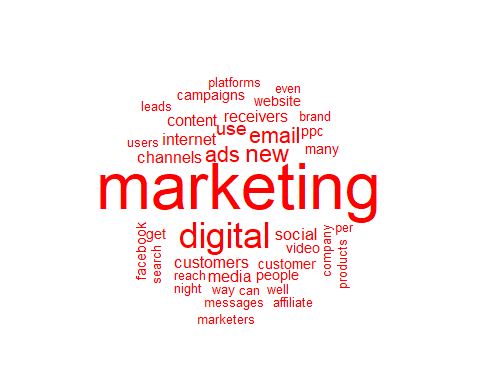 platforms
campaigns even
leads website
content receivers brand
users internet use email ppc
channels ads new many
marketing
facebook get digital social company per
search video products
customers customer
reach media people
night way can well
messages affiliate
marketers